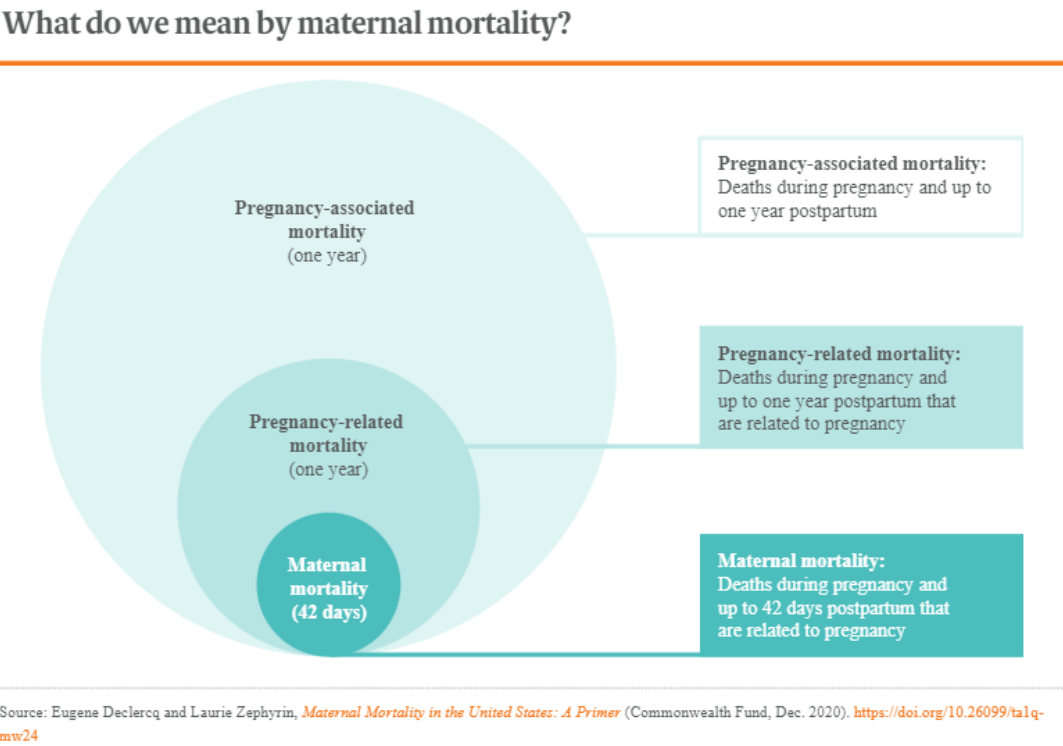 What do we mean by maternal mortality?
Pregnancy-associated
mortality
(one year)
Pregnancy-associated mortality:
Deaths during pregnancy and up to
one year postpartum
Pregnancy-related
mortality
(one year)
Pregnancy-related mortality:
Deaths during pregnancy and
up to one year postpartum that
are related to pregnancy
Maternal
mortality
(42 days)
Maternal mortality:
Deaths during pregnancy and
up to 42 days postpartum that
are related to pregnancy
Source: Eugene Declercq and Laurie Zephyrin, Maternal Mortality in the United States: A Primer (Commonwealth Fund, Dec. 2020). https://doi.org/10.26099/ta1q-
mw24